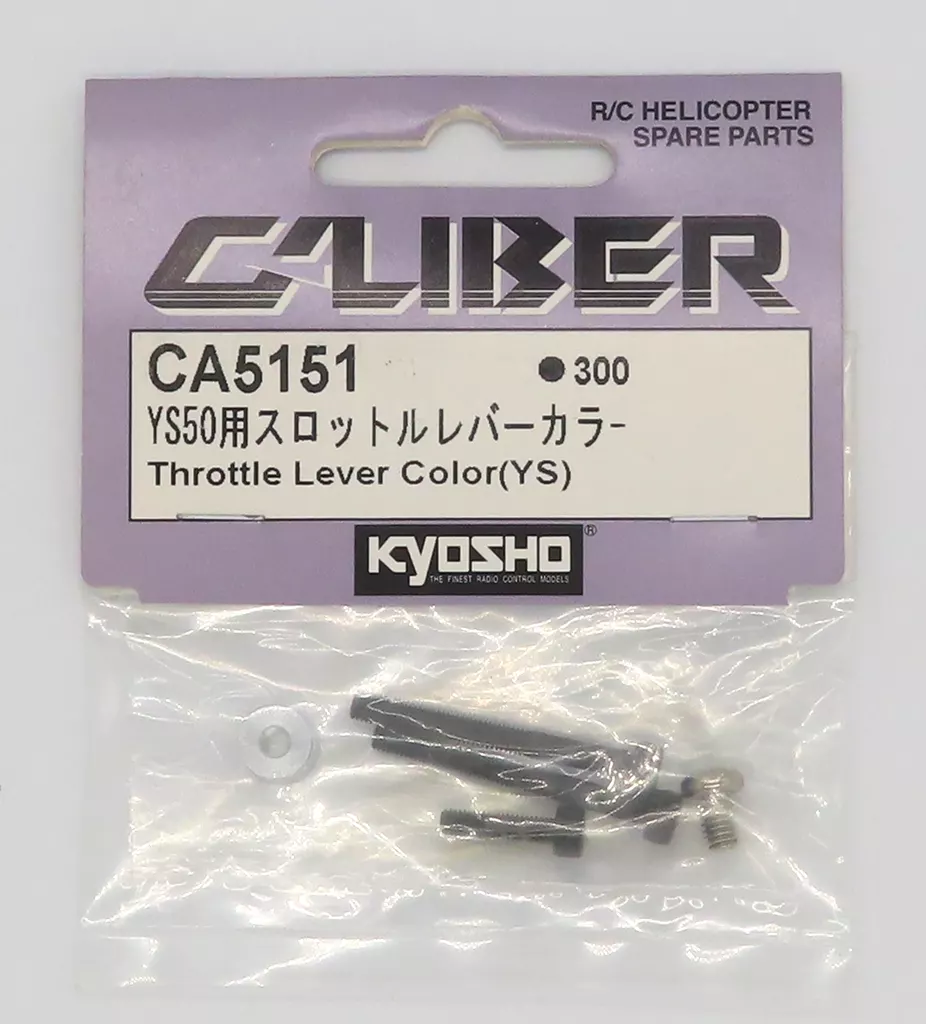 R/C HELICOPTER
SPARE PARTS
CALIBER
CA5151 ●300
YS50用スロットルレバーカラー
Throttle Lever Color(YS)
KYOSHO®
THE FINEST RADIO CONTROL MODELS